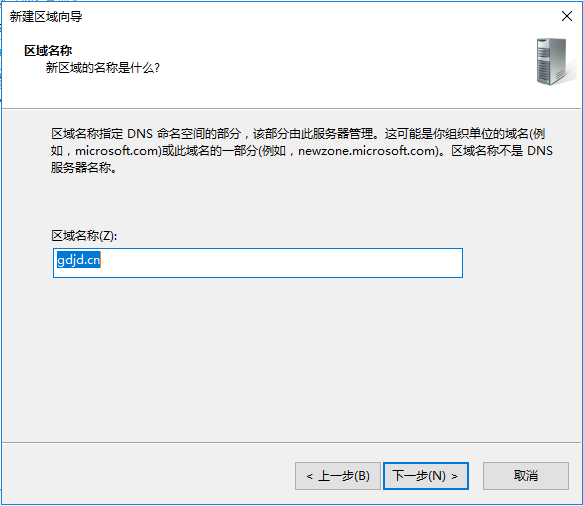 新建区域向导
区域名称
新区域的名称是什么?
区域名称指定 DNS 命名空间的部分，该部分由此服务器管理。这可能是你组织单位的域名(例
如，microsoft.com)或此域名的一部分(例如，newzone.microsoft.com)。区域名称不是 DNS
服务器名称。
区域名称(Z):
gdjd.cn
< 上一步(B)
下一步(N) >
取消